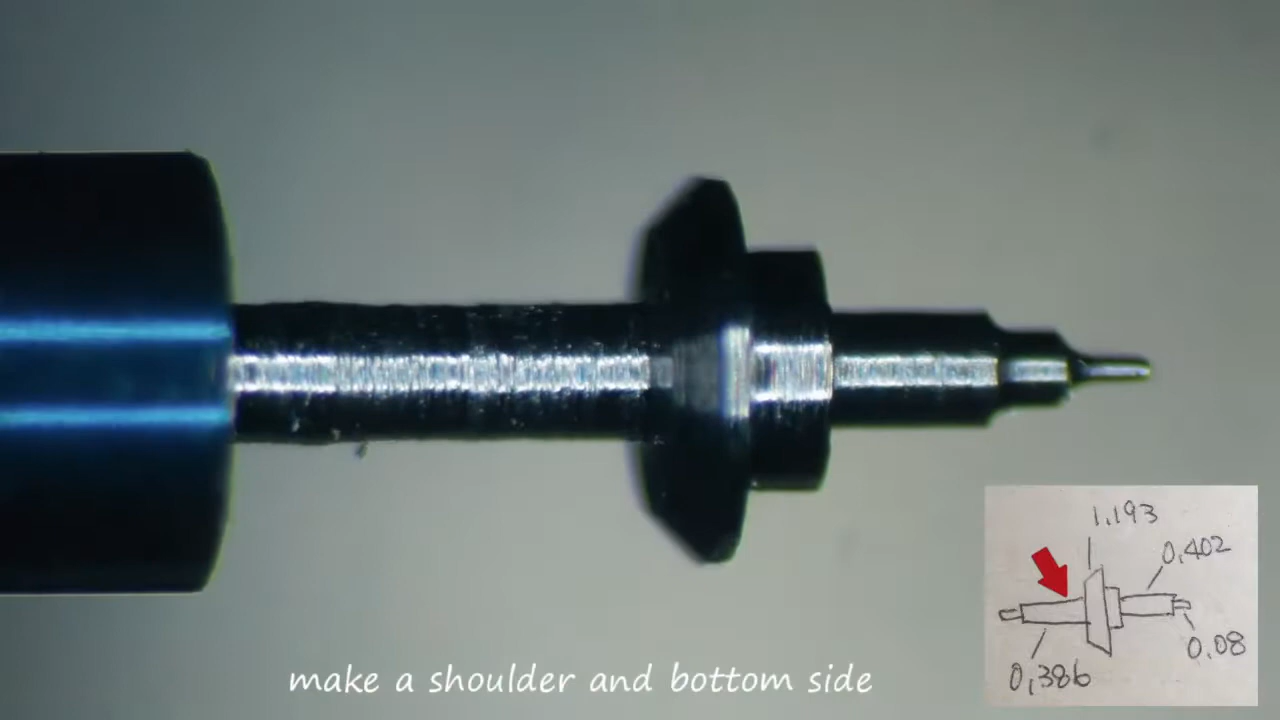 1.193
0.402
0.08
0,386
make a shoulder and bottom side